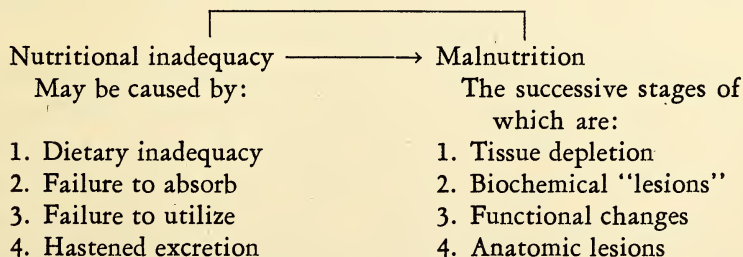 Nutritional inadequacy ⟶ Malnutrition
May be caused by:
The successive stages of
which are:
1. Dietary inadequacy
2. Failure to absorb
3. Failure to utilize
4. Hastened excretion
1. Tissue depletion
2. Biochemical "lesions"
3. Functional changes
4. Anatomic lesions